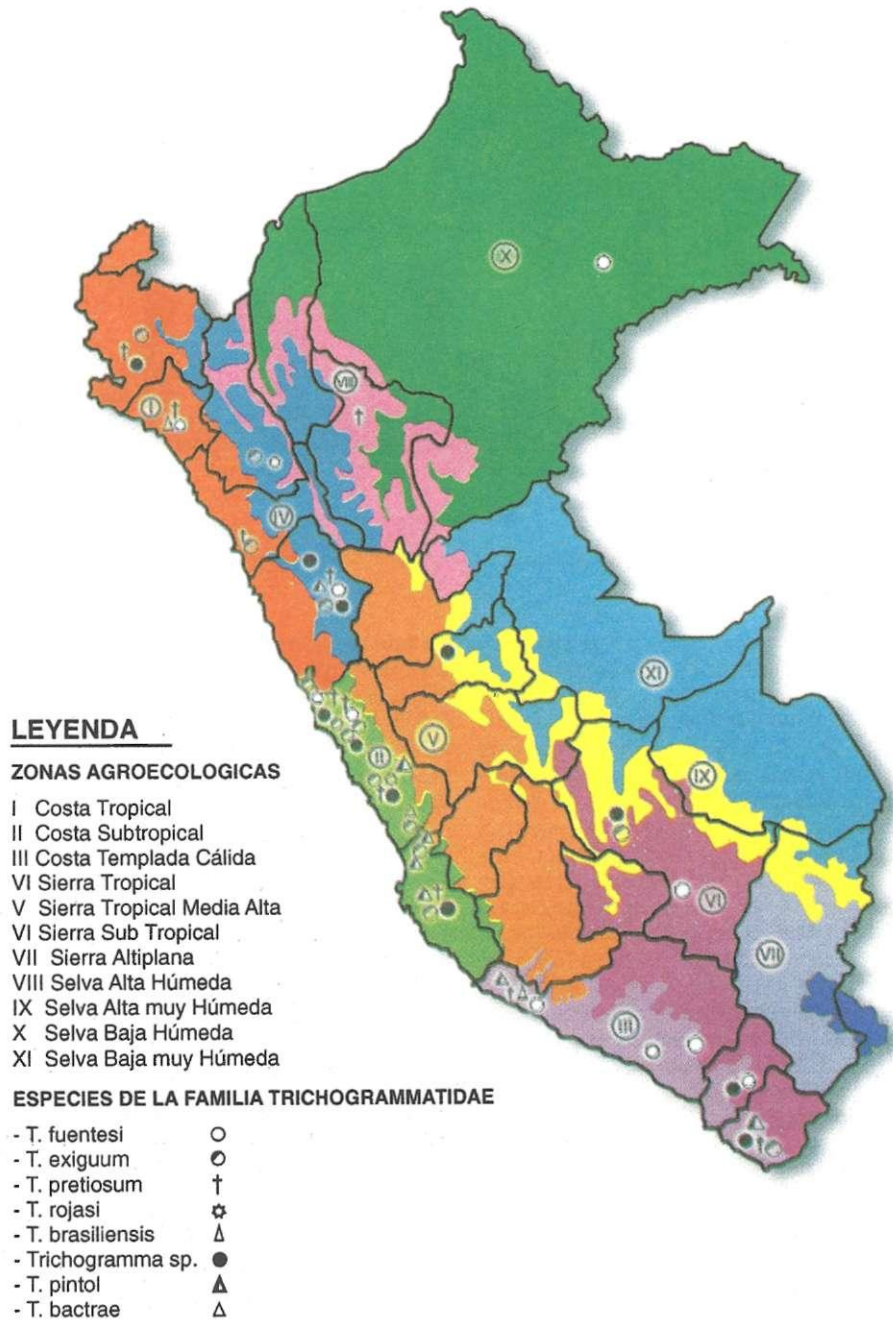 X
VIII
I
IV
XI
II
V
IX
VI
VII
III
LEYENDA
ZONAS AGROECOLOGICAS
I Costa Tropical
II Costa Subtropical
III Costa Templada Cálida
VI Sierra Tropical
V Sierra Tropical Media Alta
VI Sierra Sub Tropical
VII Sierra Altiplana
VIII Selva Alta Húmeda
IX Selva Alta muy Húmeda
X Selva Baja Húmeda
XI Selva Baja muy Húmeda
ESPECIES DE LA FAMILIA TRICHOGRAMMATIDAE
- T. fuentesi
- T. exiguum
- T. pretiosum
- T. rojasi
- T. brasiliensis
- Trichogramma sp.
- T. pintol
- T. bactrae